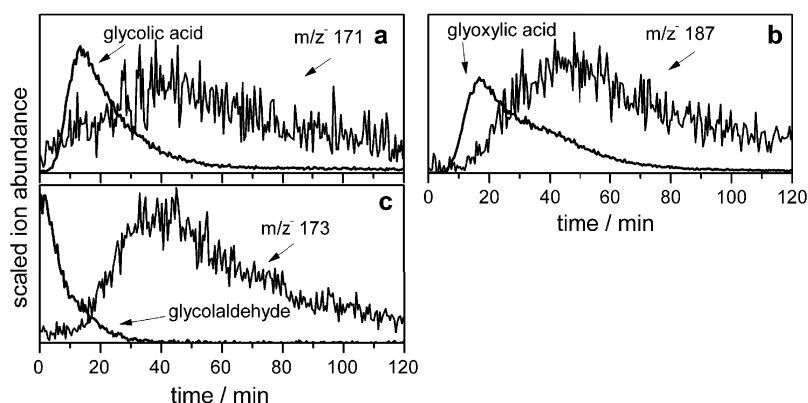 glycolic acid
a
m/z⁻ 171
glyoxylic acid
m/z⁻ 187
b
scaled ion abundance
c
m/z⁻ 173
glycolaldehyde
0 20 40 60 80 100 120
time / min
0 20 40 60 80 100 120
time / min